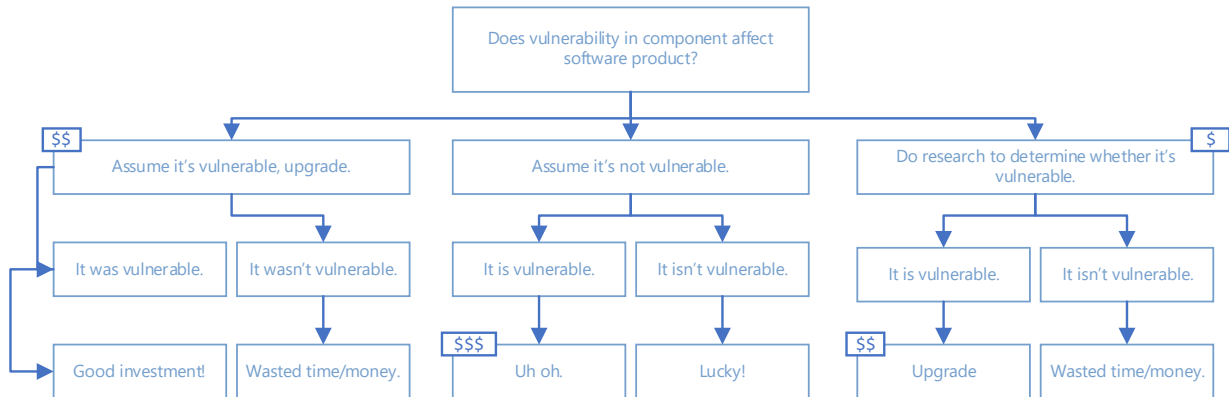 Does vulnerability in component affect
software product?
$$
$
Assume it’s vulnerable, upgrade.
Assume it’s not vulnerable.
Do research to determine whether it’s
vulnerable.
It was vulnerable.
It wasn’t vulnerable.
It is vulnerable.
It isn’t vulnerable.
It is vulnerable.
It isn’t vulnerable.
$$$
$$
Good investment!
Wasted time/money.
Uh oh.
Lucky!
Upgrade
Wasted time/money.